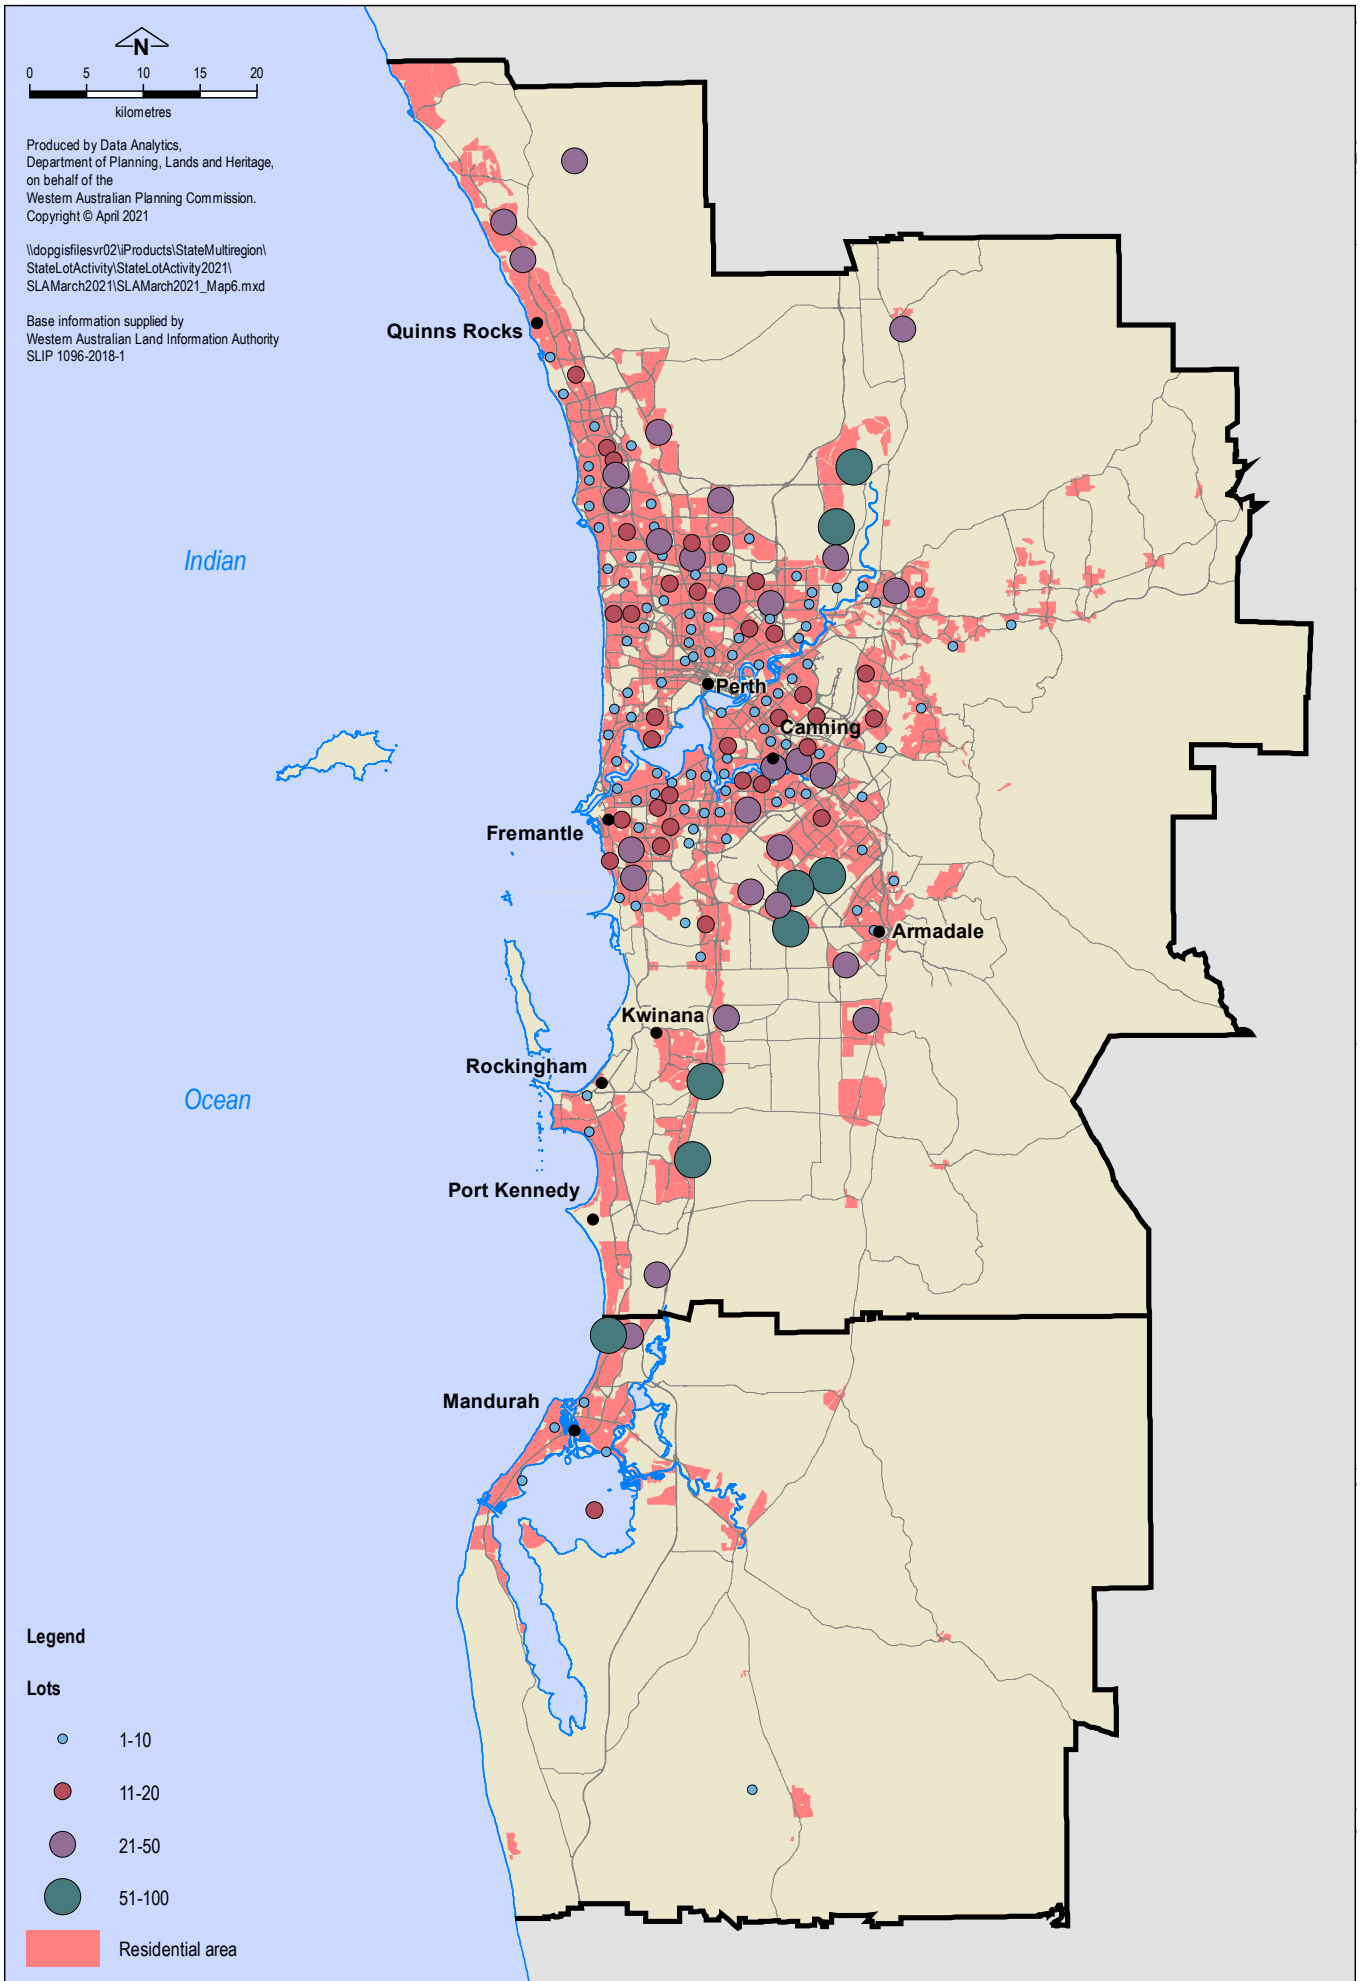 N
0 5 10 15 20
kilometres
Produced by Data Analytics,
Department of Planning, Lands and Heritage,
on behalf of the
Western Australian Planning Commission.
Copyright © April 2021
\\dopgisfilesvr02\iProducts\StateMultiregion\
StateLotActivity\StateLotActivity2021\
SLAMarch2021\SLAMarch2021_Map6.mxd
Base information supplied by
Western Australian Land Information Authority
SLIP 1096-2018-1
Quinns Rocks
Indian
Perth
Canning
Fremantle
Armadale
Kwinana
Rockingham
Ocean
Port Kennedy
Mandurah
Legend
Lots
1-10
11-20
21-50
51-100
Residential area